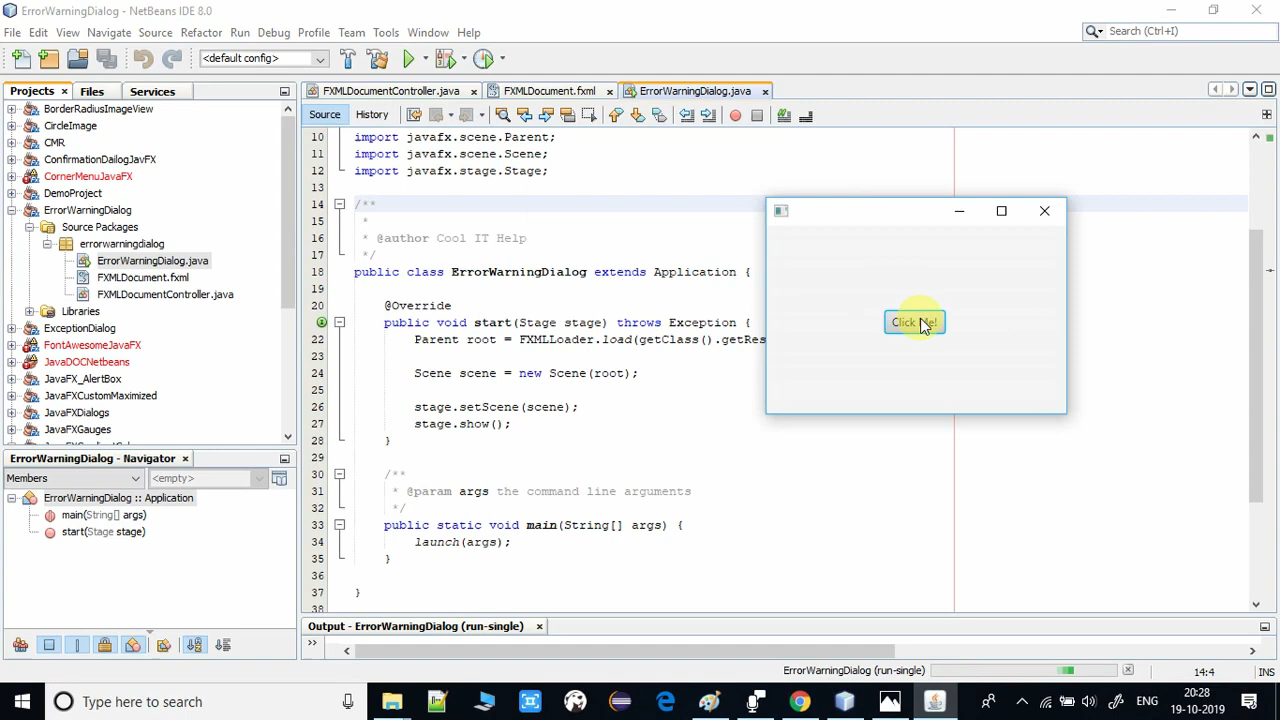 ErrorWarningDialog - NetBeans IDE 8.0
File Edit View Navigate Source Refactor Run Debug Profile Team Tools Window Help
Search (Ctrl+I)
<default config>
Projects Files Services
FXMLDocumentController.java FXMLDocument.fxml ErrorWarningDialog.java
Source History
BorderRadiusImageView
CircleImage
CMR
ConfirmationDailogJavFX
CornerMenuJavaFX
DemoProject
ErrorWarningDialog
Source Packages
errorwarningdialog
ErrorWarningDialog.java
FXMLDocument.fxml
FXMLDocumentController.java
Libraries
ExceptionDialog
FontAwesomeJavaFX
JavaDOCNetbeans
JavaFX_AlertBox
JavaFXCustomMaximized
JavaFXDialogs
JavaFXGauges
ErrorWarningDialog - Navigator
Members <empty>
ErrorWarningDialog :: Application
main(String[] args)
start(Stage stage)
10 import javafx.scene.Parent;
11 import javafx.scene.Scene;
12 import javafx.stage.Stage;
13
14 /**
15 *
16 * @author Cool IT Help
17 */
18 public class ErrorWarningDialog extends Application {
19
20 @Override
public void start(Stage stage) throws Exception {
22 Parent root = FXMLLoader.load(getClass().getRes
23
24 Scene scene = new Scene(root);
25
26 stage.setScene(scene);
27 stage.show();
28 }
29
30 /**
31 * @param args the command line arguments
32 */
33 public static void main(String[] args) {
34 launch(args);
35 }
36
37 }
38
Click Me!
Output - ErrorWarningDialog (run-single)
ErrorWarningDialog (run-single)
14:4 INS
Type here to search
ENG
20:28
19-10-2019